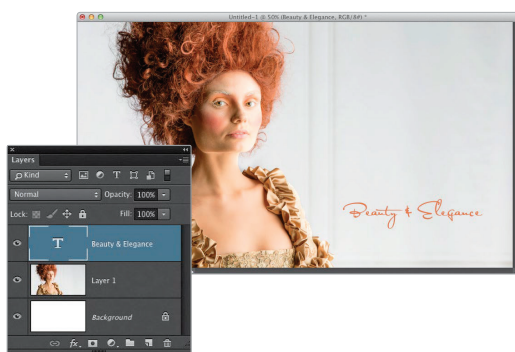 Untitled-1 @ 50% (Beauty & Elegance, RGB/8#) *
Beauty & Elegance
Layers
Kind
T
Normal
Opacity: 100%
Lock:
Fill: 100%
T
Beauty & Elegance
Layer 1
Background
fx.